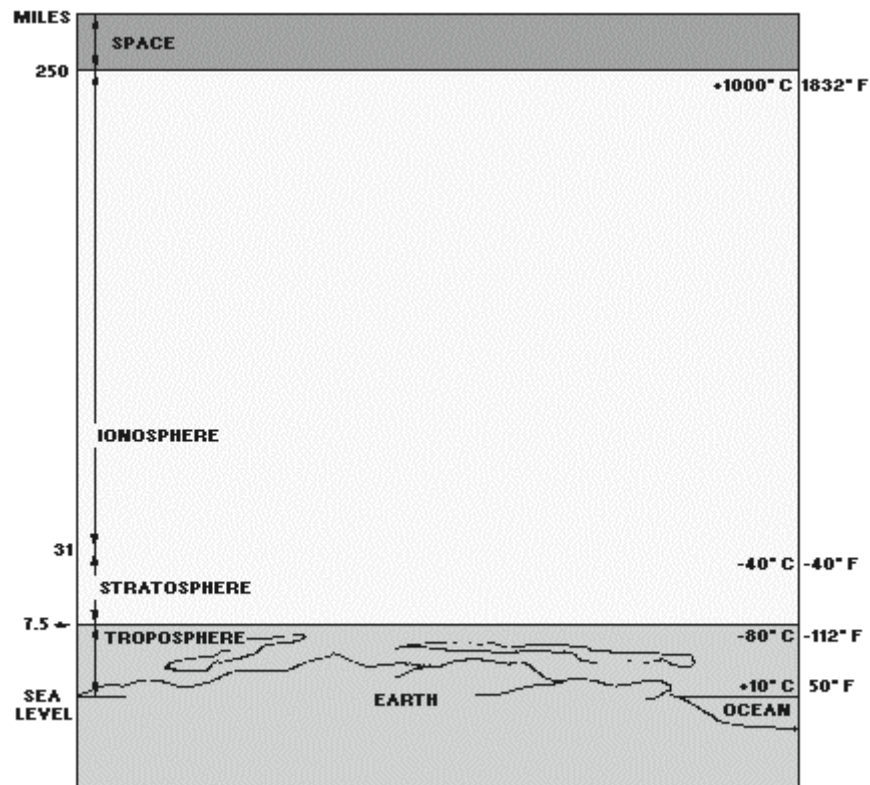 MILES
SPACE
250
+1000° C 1832° F
IONOSPHERE
31
-40° C -40° F
STRATOSPHERE
7.5
TROPOSPHERE
-80° C -112° F
+10° C 50° F
SEA
LEVEL
EARTH
OCEAN